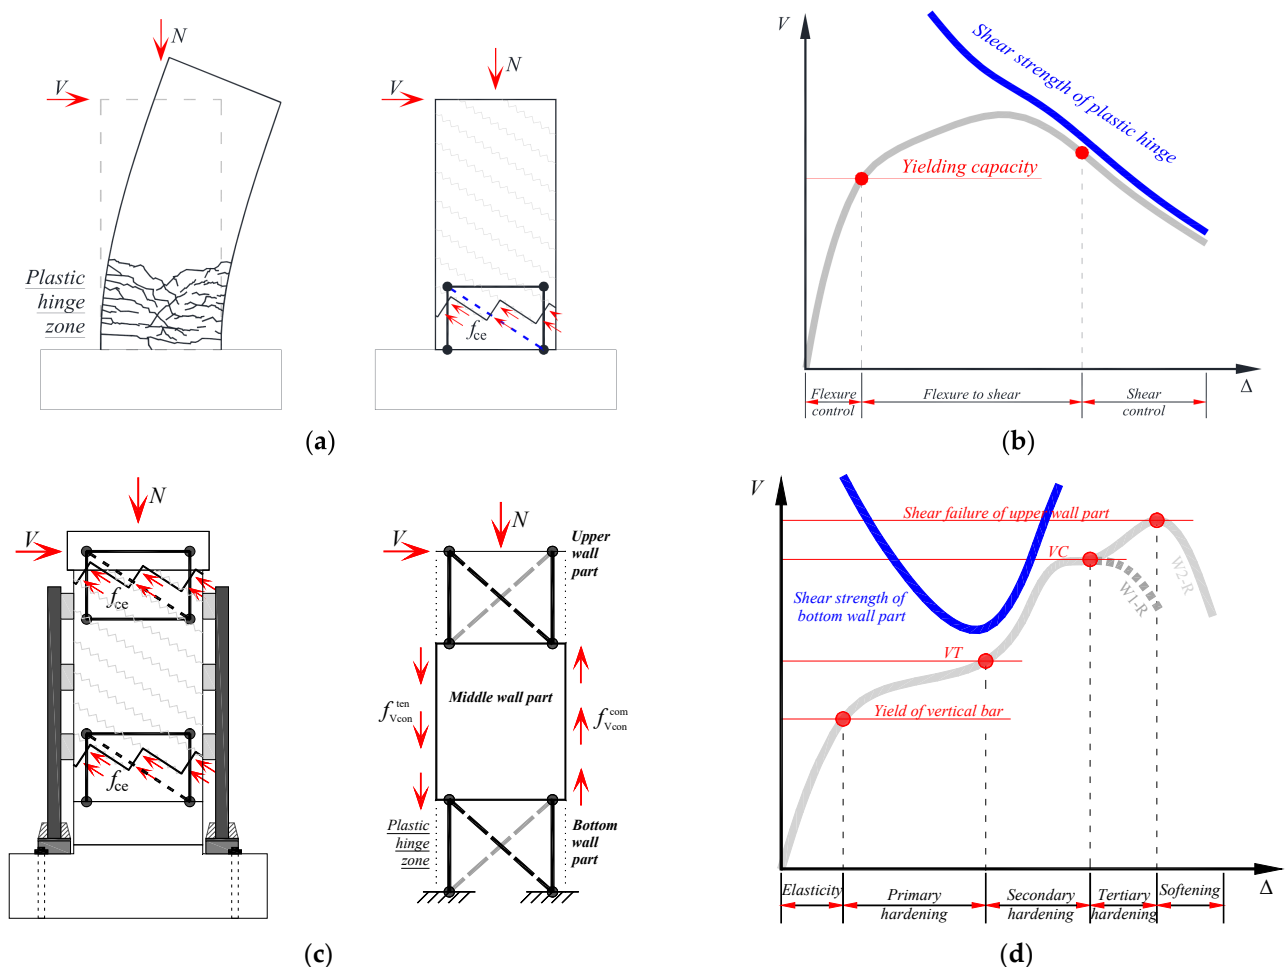 N
V
Plastic
hinge
zone
N
V
fce
(a)
V
Shear strength of plastic hinge
Yielding capacity
Δ
Flexure
control
Flexure to shear
Shear
control
(b)
N
V
fce
fce
(c)
N
V
Upper
wall
part
Middle wall part
f ten Vcon
f com Vcon
Plastic
hinge
zone
Bottom
wall
part
V
Shear failure of upper wall part
VC
Shear strength of
bottom wall part
W1-R
W2-R
VT
Yield of vertical bar
Δ
Elasticity
Primary
hardening
Secondary
hardening
Tertiary
hardening
Softening
(d)